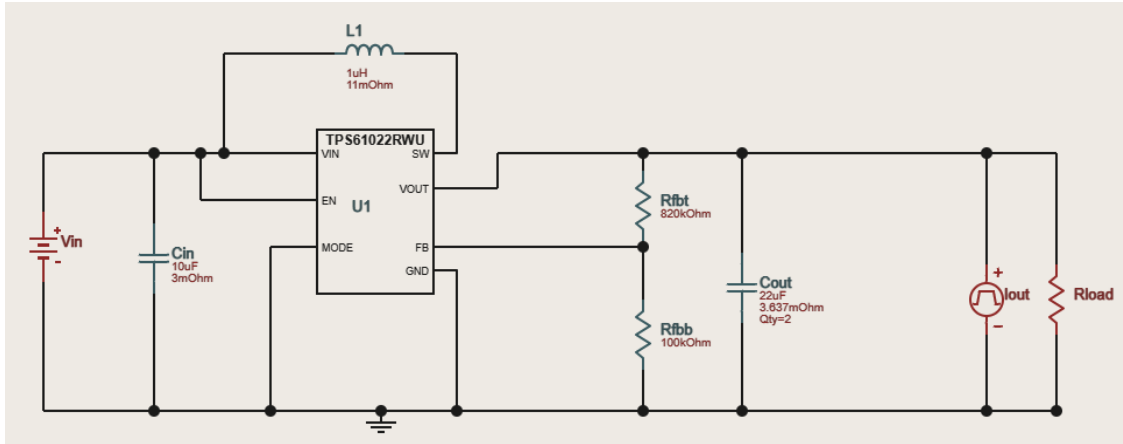 L1
1uH
11mOhm
TPS61022RWU
VIN
SW
VOUT
EN
U1
MODE
FB
GND
Vin
+
-
Cin
10uF
3mOhm
Rfbt
820kOhm
Rfbb
100kOhm
Cout
22uF
3.637mOhm
Qty=2
+
Iout
-
Rload